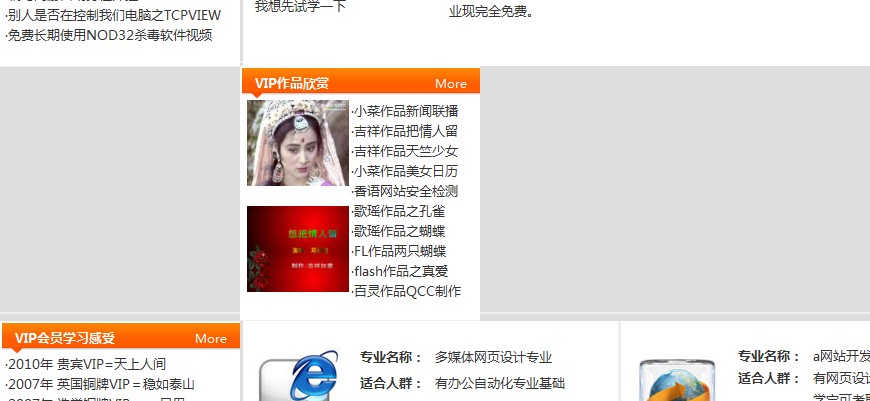 ·别人是否在控制我们电脑之TCPVIEW
·免费长期使用NOD32杀毒软件视频
我想先试学一下
业现完全免费。
VIP作品欣赏 More
·小菜作品新闻联播
·吉祥作品把情人留
·吉祥作品天竺少女
·小菜作品美女日历
·香语网站安全检测
·歌瑶作品之孔雀
·歌瑶作品之蝴蝶
·FL作品两只蝴蝶
·flash作品之真爱
·百灵作品QCC制作
想把情人留
制作:吉祥如意
VIP会员学习感受 More
·2010年 贵宾VIP=天上人间
·2007年 英国铜牌VIP＝稳如泰山
专业名称： 多媒体网页设计专业
适合人群： 有办公自动化专业基础
专业名称： a网站开发
适合人群： 有网页设